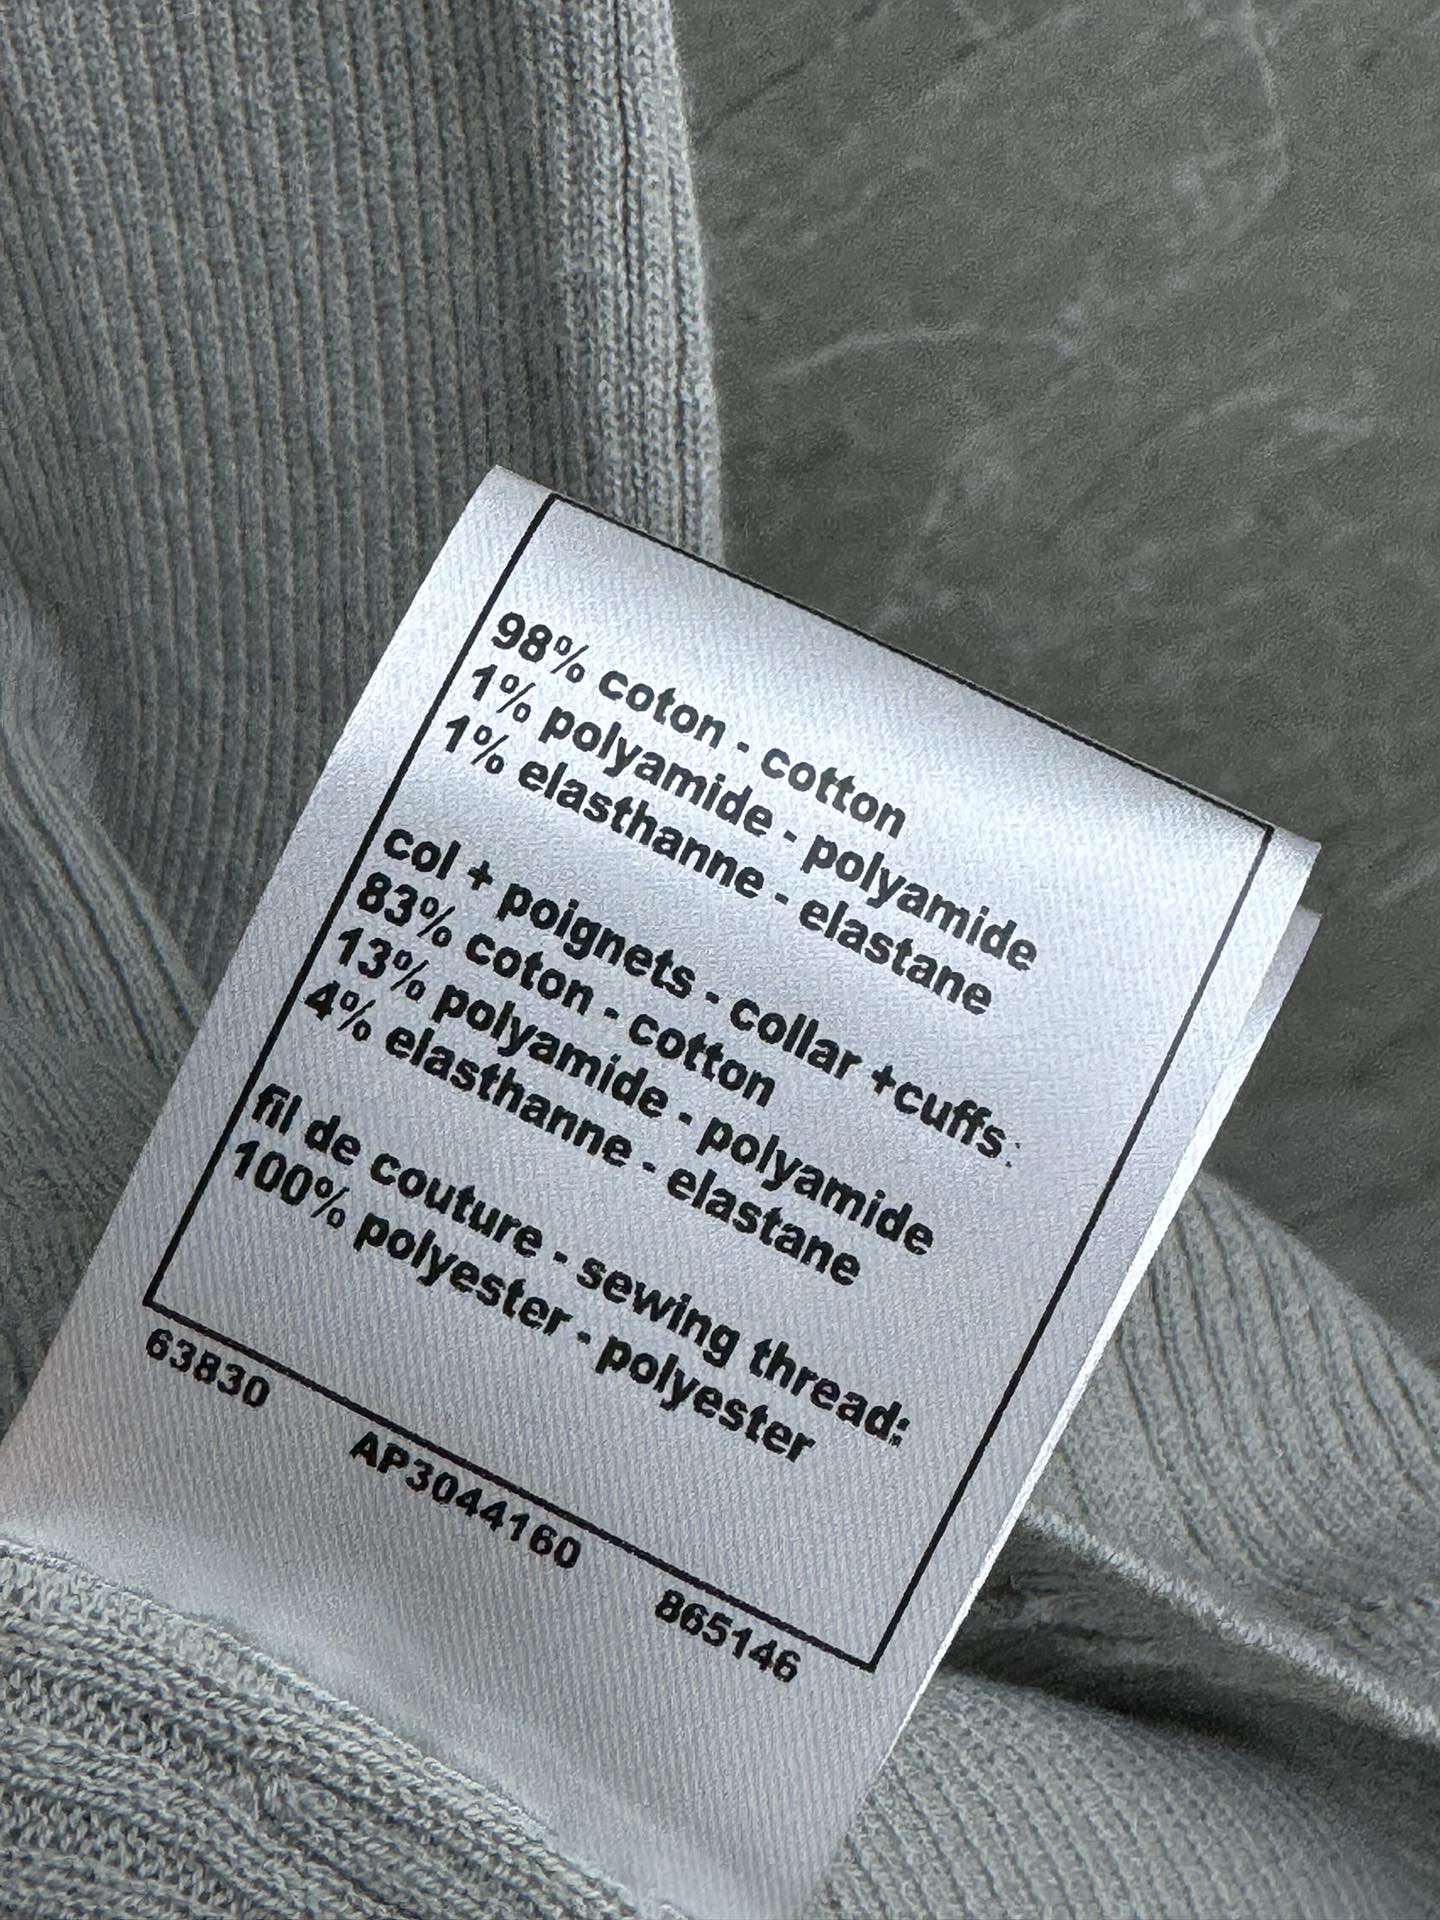 98% coton - cotton
1% polyamide - polyamide
1% elasthanne - elastane
col + poignets - collar +cuffs:
83% coton - cotton
13% polyamide - polyamide
4% elasthanne - elastane
fil de couture - sewing thread:
100% polyester - polyester
63830 AP3044160 865146